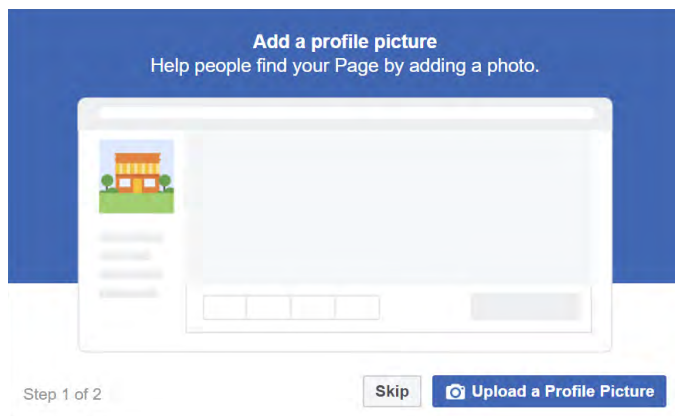 Add a profile picture
Help people find your Page by adding a photo.
Step 1 of 2
Skip
Upload a Profile Picture